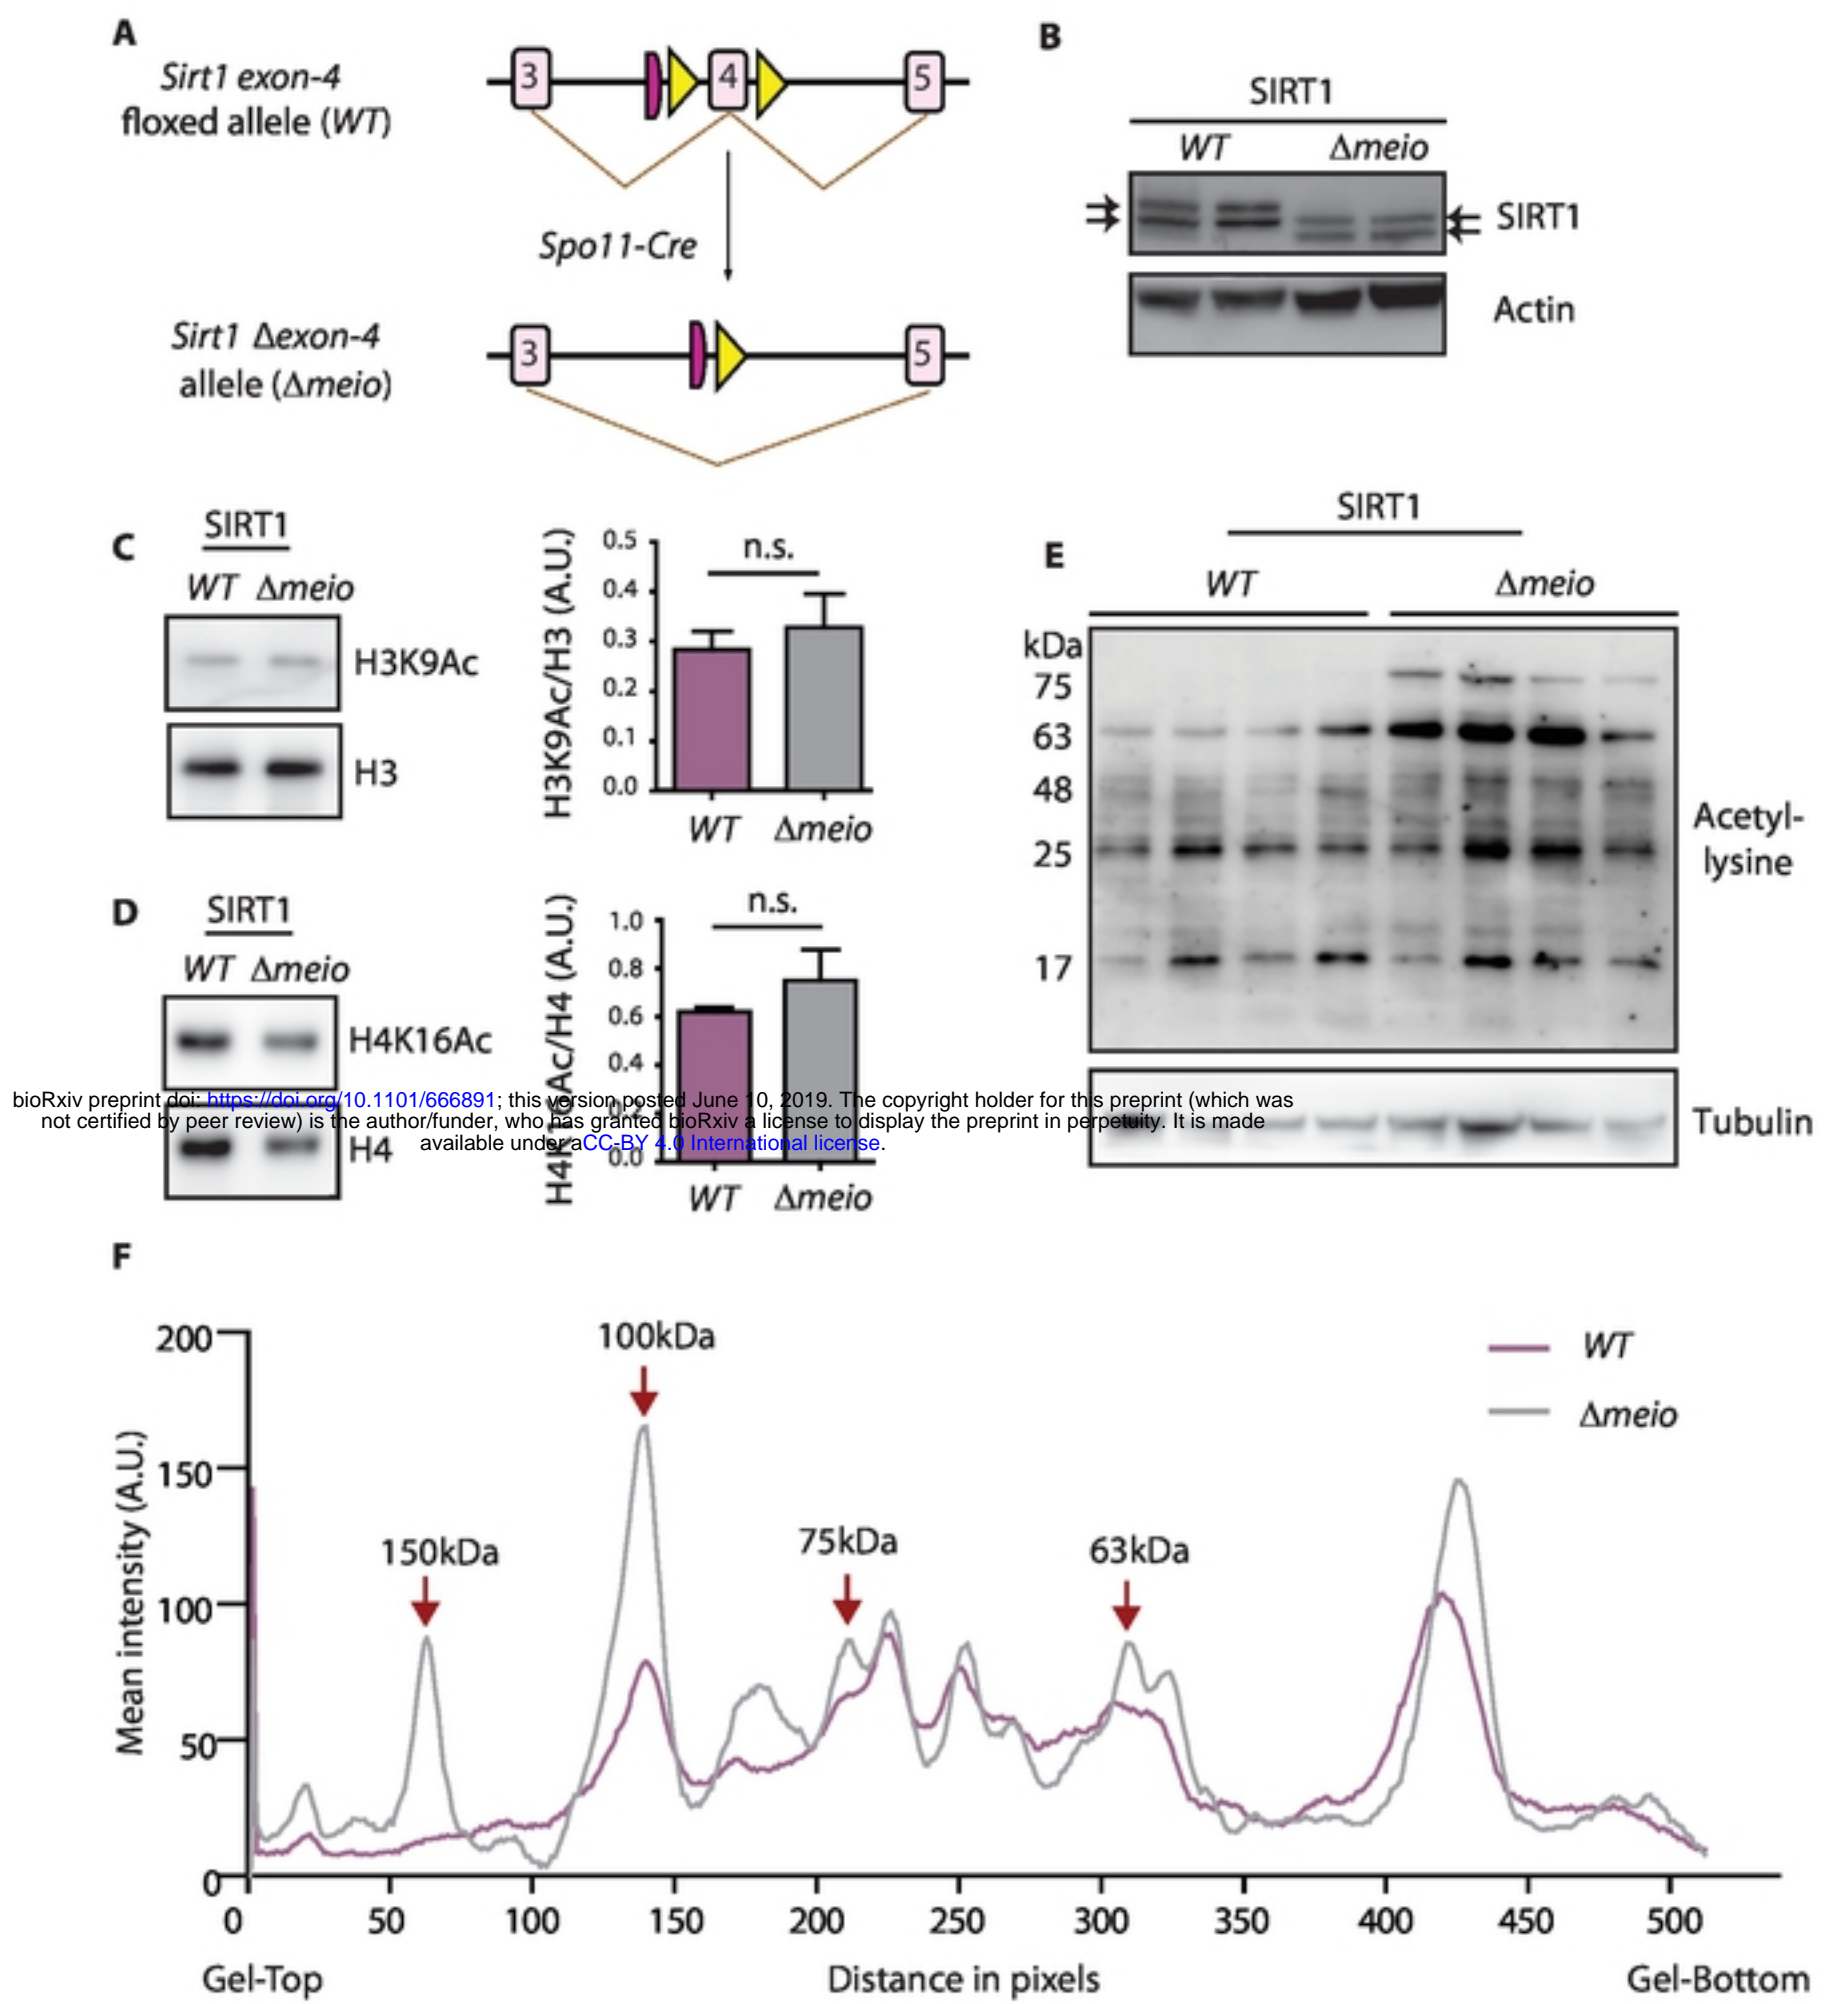 A
Sirt1 exon-4
floxed allele (WT)
3
4
5
Spo11-Cre
Sirt1 Δexon-4
allele (Δmeio)
3
5
B
SIRT1
WT Δmeio
SIRT1
Actin
C
SIRT1
WT Δmeio
H3K9Ac
H3
H3K9Ac/H3 (A.U.)
0.5
0.4
0.3
0.2
0.1
0.0
n.s.
WT Δmeio
D
SIRT1
WT Δmeio
H4K16Ac
H4
H4K16Ac/H4 (A.U.)
1.0
0.8
0.6
0.4
0.2
0.0
n.s.
WT Δmeio
E
SIRT1
WT Δmeio
kDa
75
63
48
25
17
Acetyl-
lysine
Tubulin
bioRxiv preprint doi: https://doi.org/10.1101/666891; this version posted June 10, 2019. The copyright holder for this preprint (which was
not certified by peer review) is the author/funder, who has granted bioRxiv a license to display the preprint in perpetuity. It is made
available under aCC-BY 4.0 International license.
F
Mean intensity (A.U.)
200
150
100
50
0
150kDa
100kDa
75kDa
63kDa
WT
Δmeio
0 50 100 150 200 250 300 350 400 450 500
Gel-Top Distance in pixels Gel-Bottom